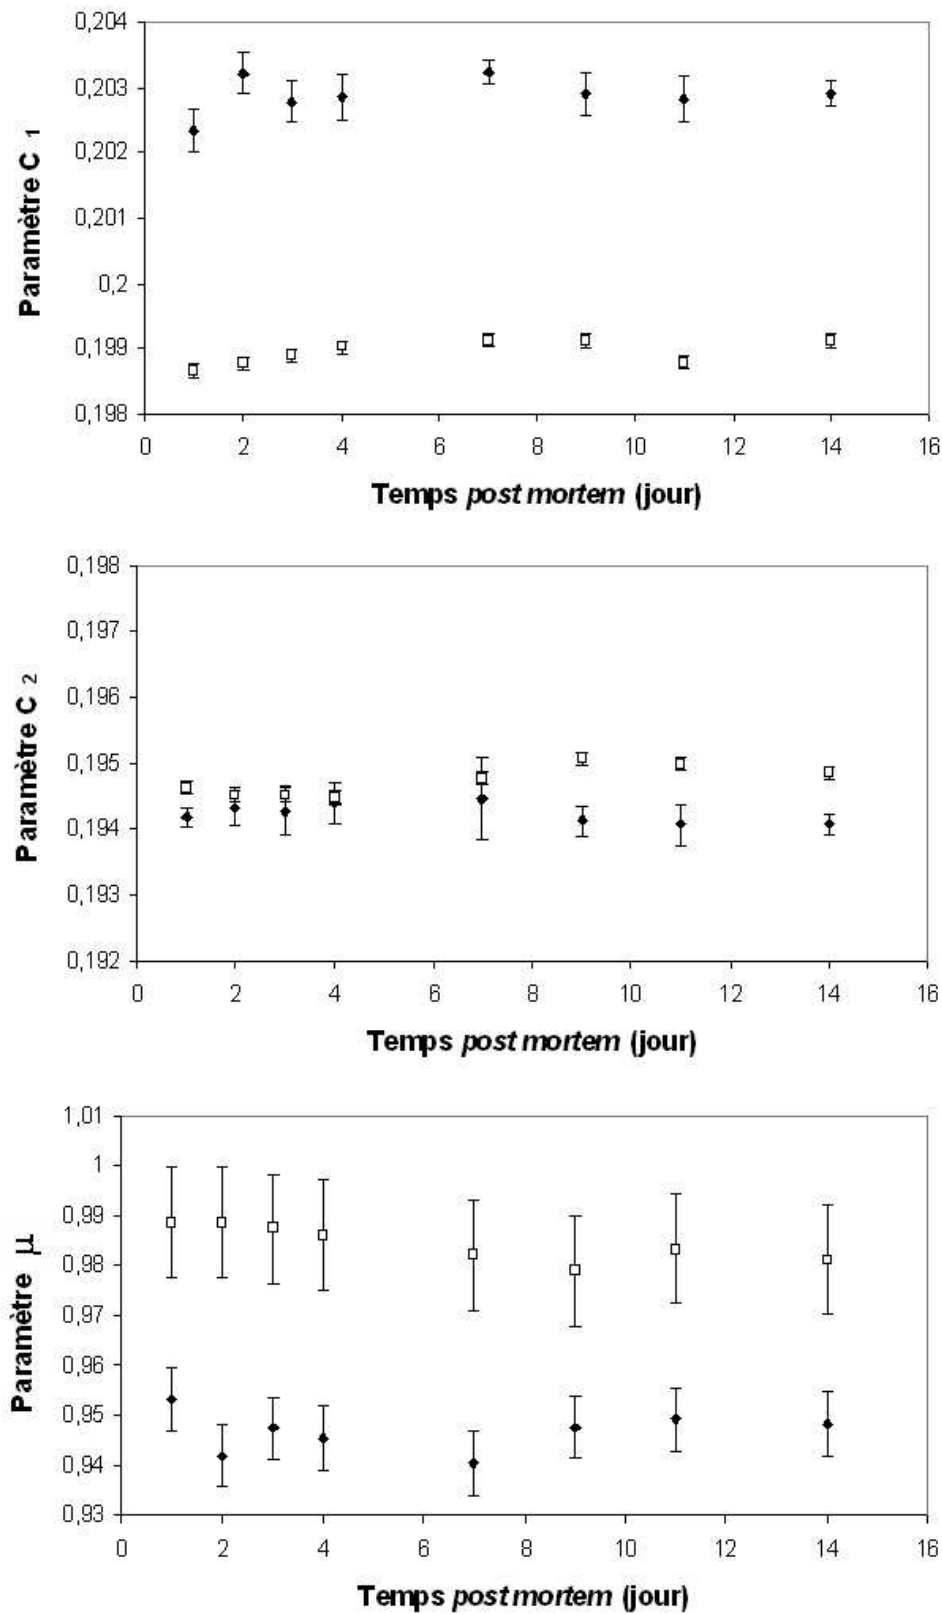 0,204
0,203
0,202
0,201
0,2
0,199
0,198
Paramètre C 1
0 2 4 6 8 10 12 14 16
Temps post mortem (jour)
0,198
0,197
0,196
0,195
0,194
0,193
0,192
Paramètre C 2
0 2 4 6 8 10 12 14 16
Temps post mortem (jour)
1,01
1
0,99
0,98
0,97
0,96
0,95
0,94
0,93
Paramètre μ
0 2 4 6 8 10 12 14 16
Temps post mortem (jour)